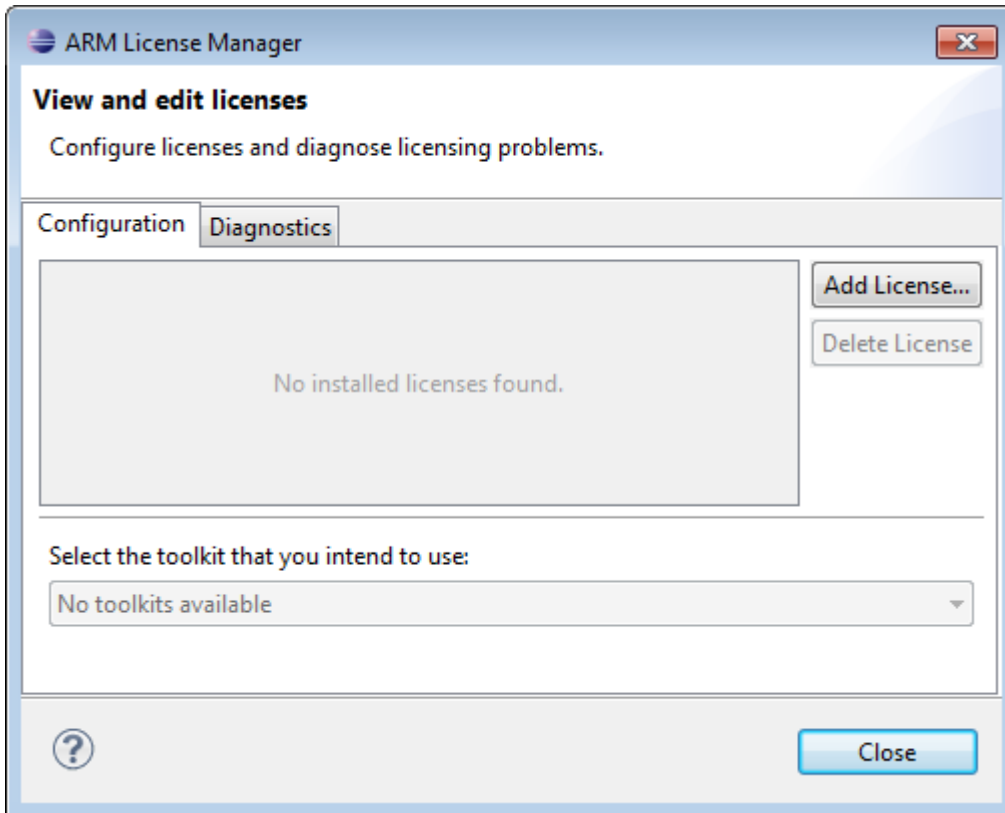 ARM License Manager
View and edit licenses
Configure licenses and diagnose licensing problems.
Configuration
Diagnostics
Add License...
Delete License
No installed licenses found.
Select the toolkit that you intend to use:
No toolkits available
?
Close